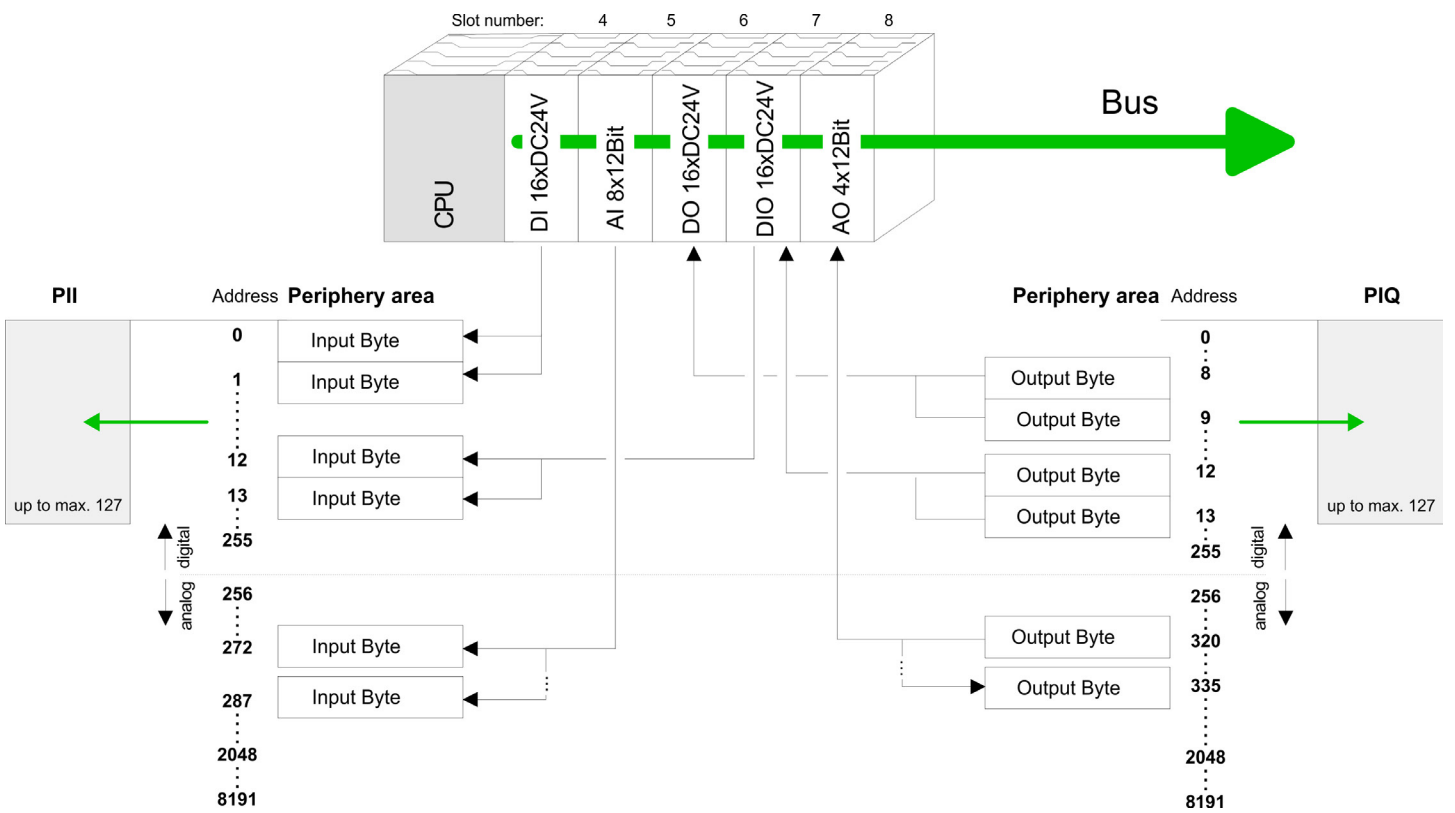 Slot number: 4 5 6 7 8
Bus
CPU
DI 16xDC24V
AI 8x12Bit
DO 16xDC24V
DIO 16xDC24V
AO 4x12Bit
PII
Address Periphery area
0 Input Byte
1 Input Byte
12 Input Byte
13 Input Byte
up to max. 127
255
digital
analog
256
272 Input Byte
287 Input Byte
2048
8191
Periphery area Address
PIQ
0
Output Byte 8
Output Byte 9
Output Byte 12
Output Byte 13
up to max. 127
255
digital
analog
256
Output Byte 320
Output Byte 335
2048
8191